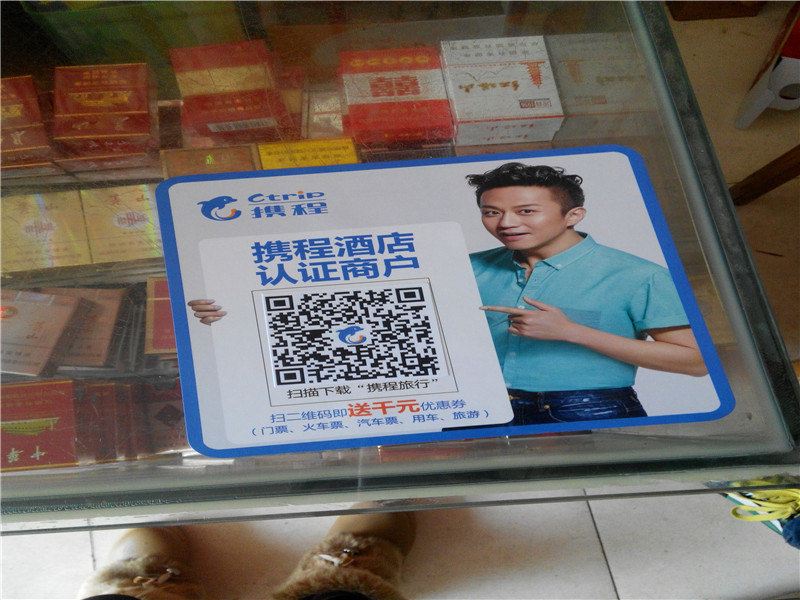 Ctrip
携程
携程酒店
认证商户
扫描下载“携程旅行”
扫二维码即送千元优惠券
(门票、火车票、汽车票、用车、旅游)
中华